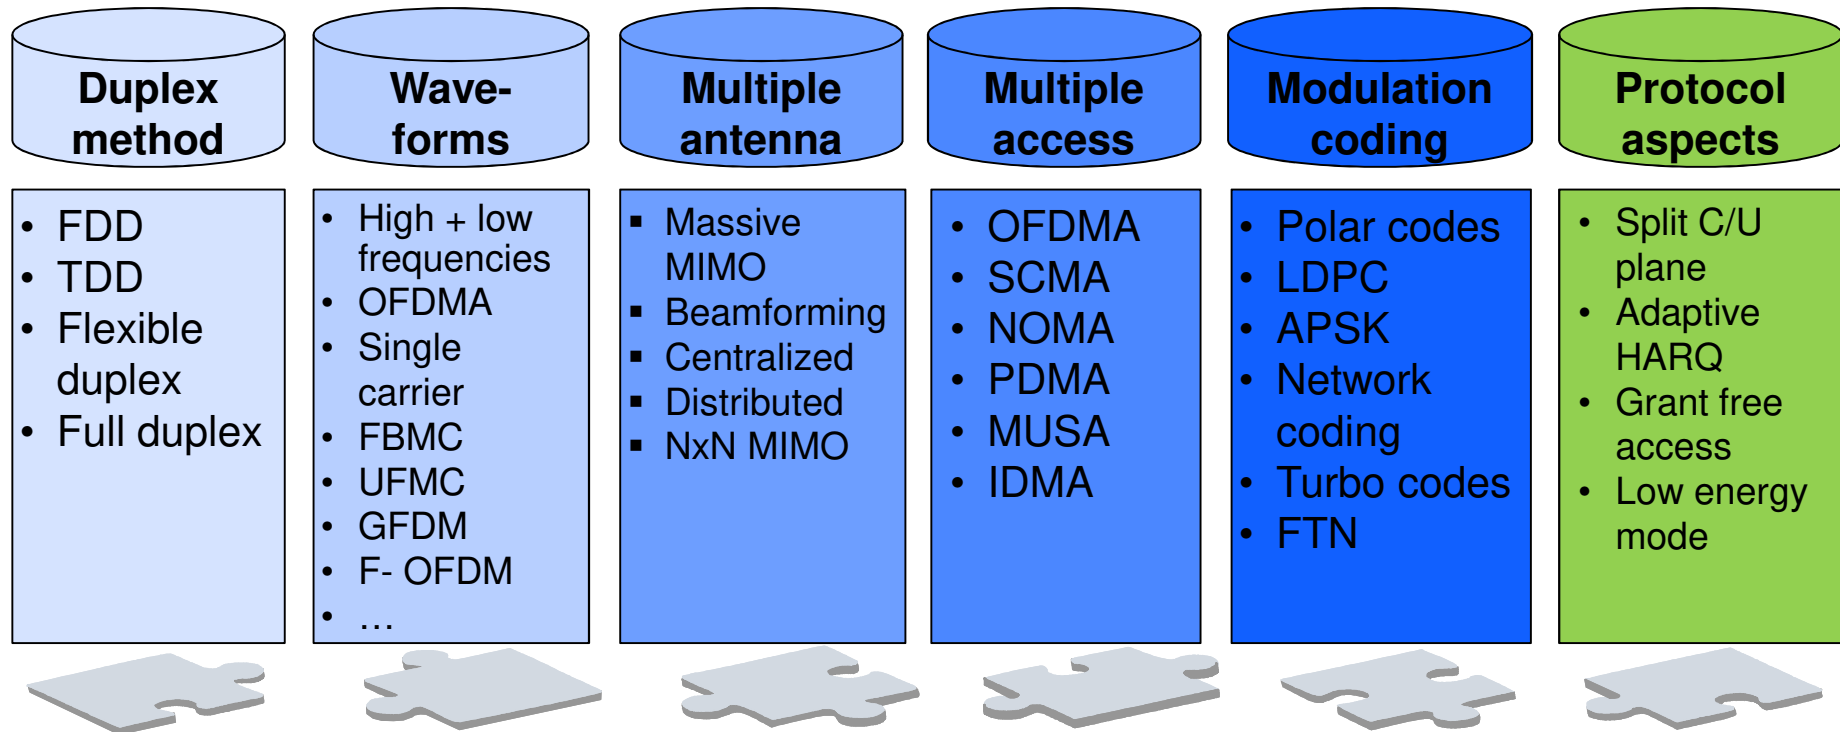 Duplex
method
• FDD
• TDD
• Flexible
duplex
• Full duplex
Wave-
forms
• High + low
frequencies
• OFDMA
• Single
carrier
• FBMC
• UFMC
• GFDM
• F- OFDM
• …
Multiple
antenna
▪ Massive
MIMO
▪ Beamforming
▪ Centralized
▪ Distributed
▪ NxN MIMO
Multiple
access
• OFDMA
• SCMA
• NOMA
• PDMA
• MUSA
• IDMA
Modulation
coding
• Polar codes
• LDPC
• APSK
• Network
coding
• Turbo codes
• FTN
Protocol
aspects
• Split C/U
plane
• Adaptive
HARQ
• Grant free
access
• Low energy
mode